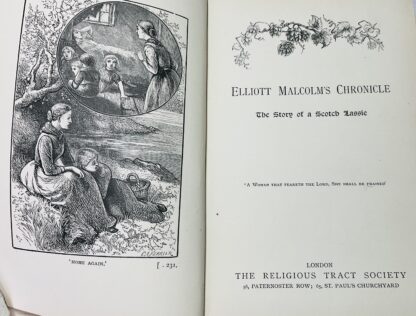 'HOME AGAIN.'
[ . 231.
ELLIOTT MALCOLM'S CHRONICLE
The Story of a Scotch Lassie
'A WOMAN THAT FEARETH THE LORD, SHE SHALL BE PRAISED'
LONDON
THE RELIGIOUS TRACT SOCIETY
56, PATERNOSTER ROW; 65, ST. PAUL'S CHURCHYARD